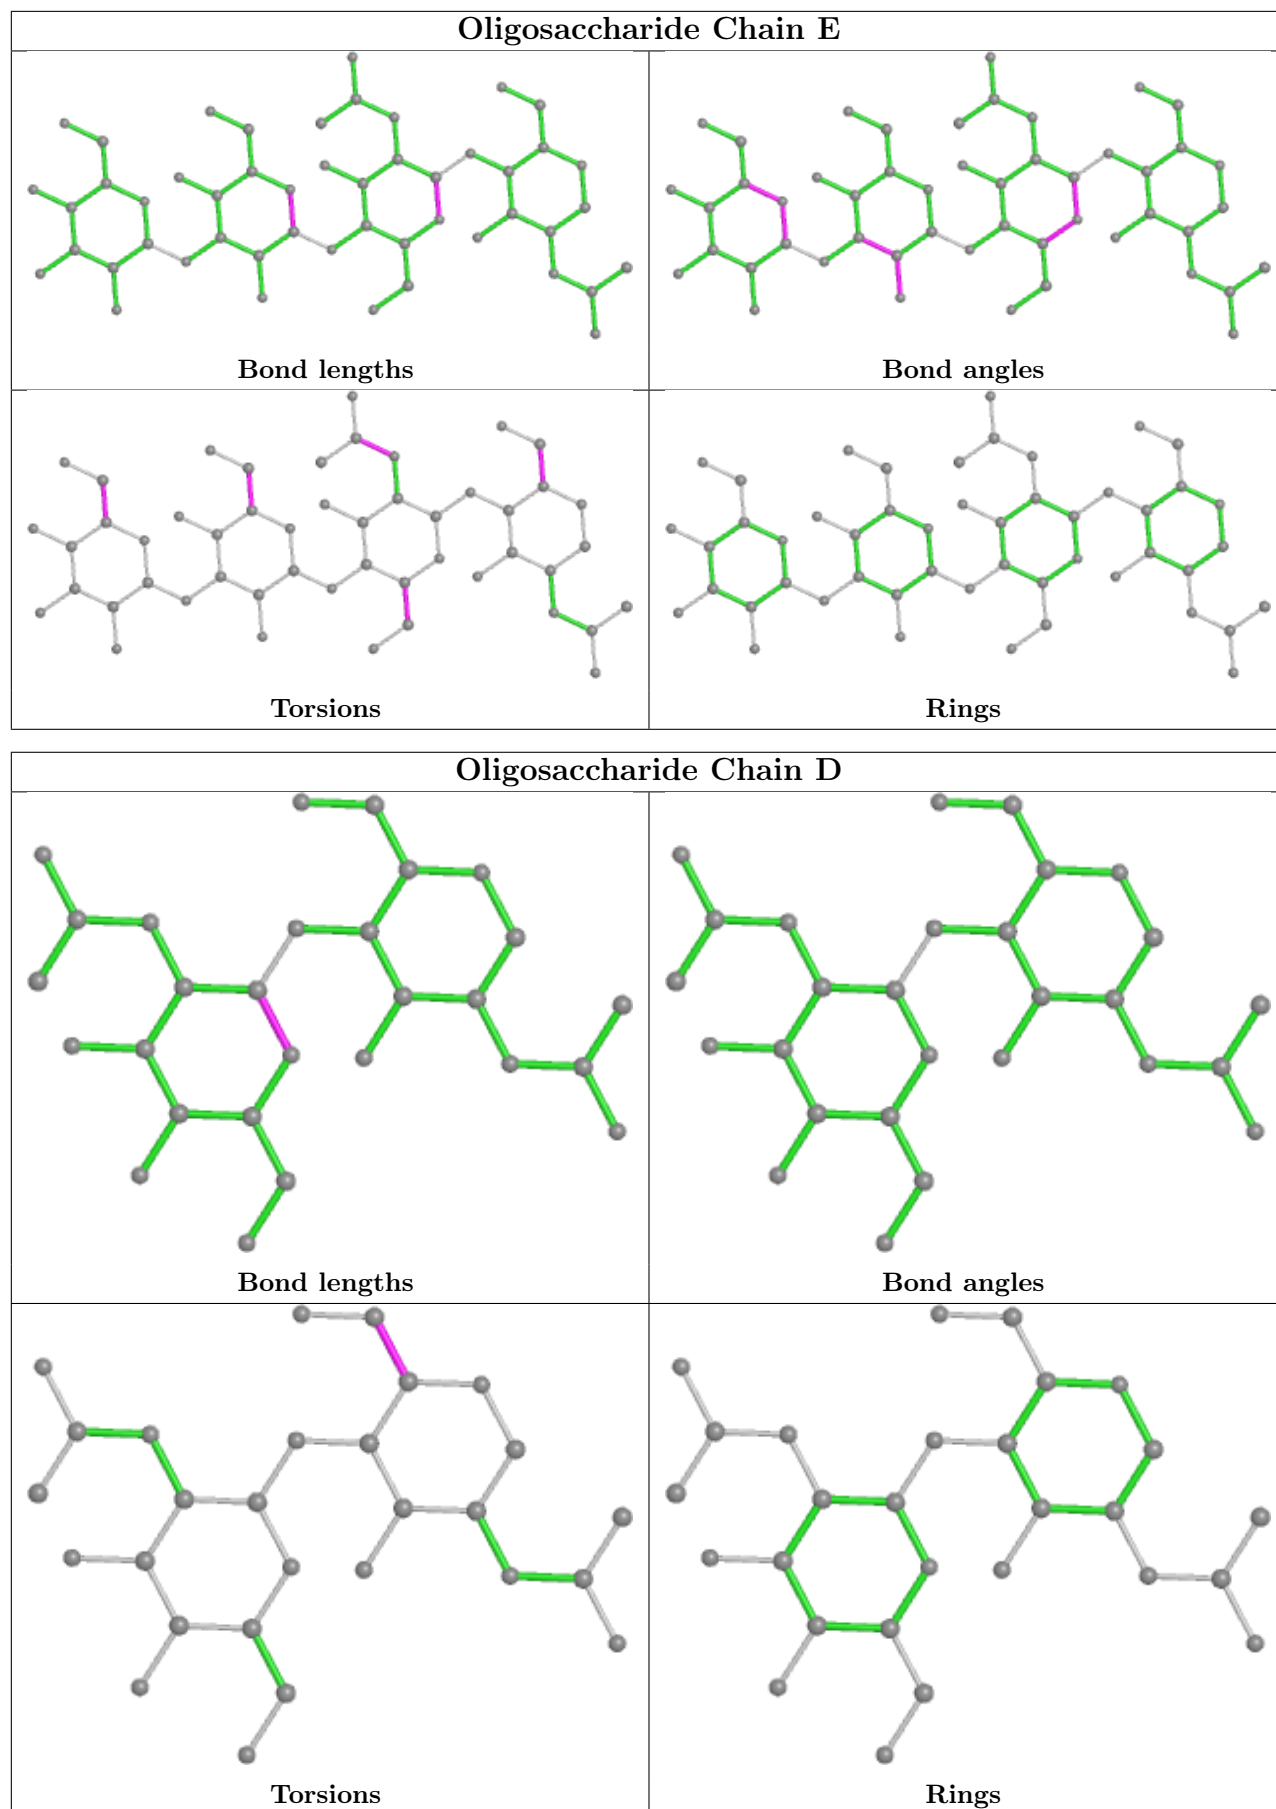 Oligosaccharide Chain E
Bond lengths
Bond angles
Torsions
Rings
Oligosaccharide Chain D
Bond lengths
Bond angles
Torsions
Rings